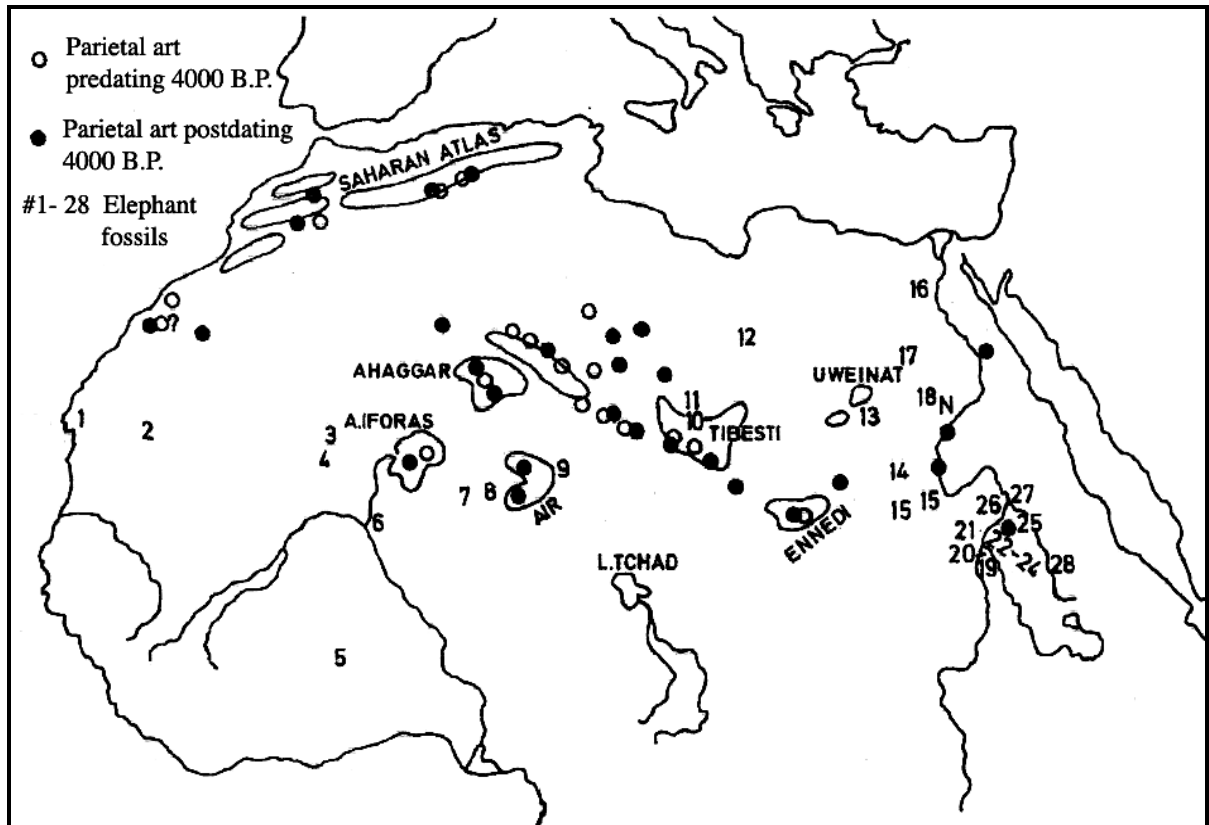 Parietal art
predating 4000 B.P.
Parietal art postdating
4000 B.P.
#1- 28 Elephant
fossils
SAHARAN ATLAS
?
16
12
17
AHAGGAR
UWEINAT
11
18 N
1
2
3
A.IFORAS
10
TIBESTI
13
4
9
14
7
8
15
15
6
AIR
26
27
ENNEDI
21
25
22-24
20
19
28
L.TCHAD
5